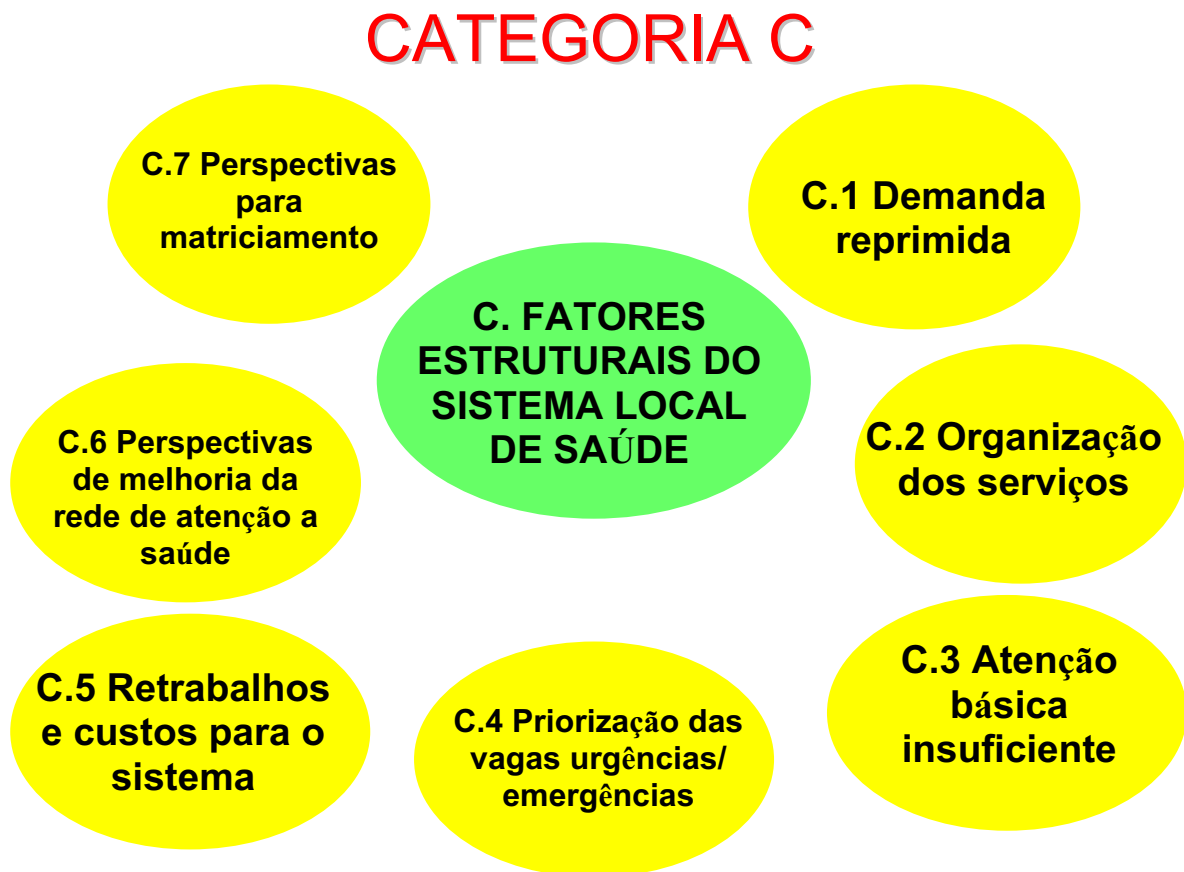 CATEGORIA C
C. FATORES
ESTRUTURAIS DO
SISTEMA LOCAL
DE SAÚDE
C.1 Demanda
reprimida
C.2 Organização
dos serviços
C.3 Atenção
básica
insuficiente
C.4 Priorização das
vagas urgências/
emergências
C.5 Retrabalhos
e custos para o
sistema
C.6 Perspectivas
de melhoria da
rede de atenção a
saúde
C.7 Perspectivas
para
matriciamento